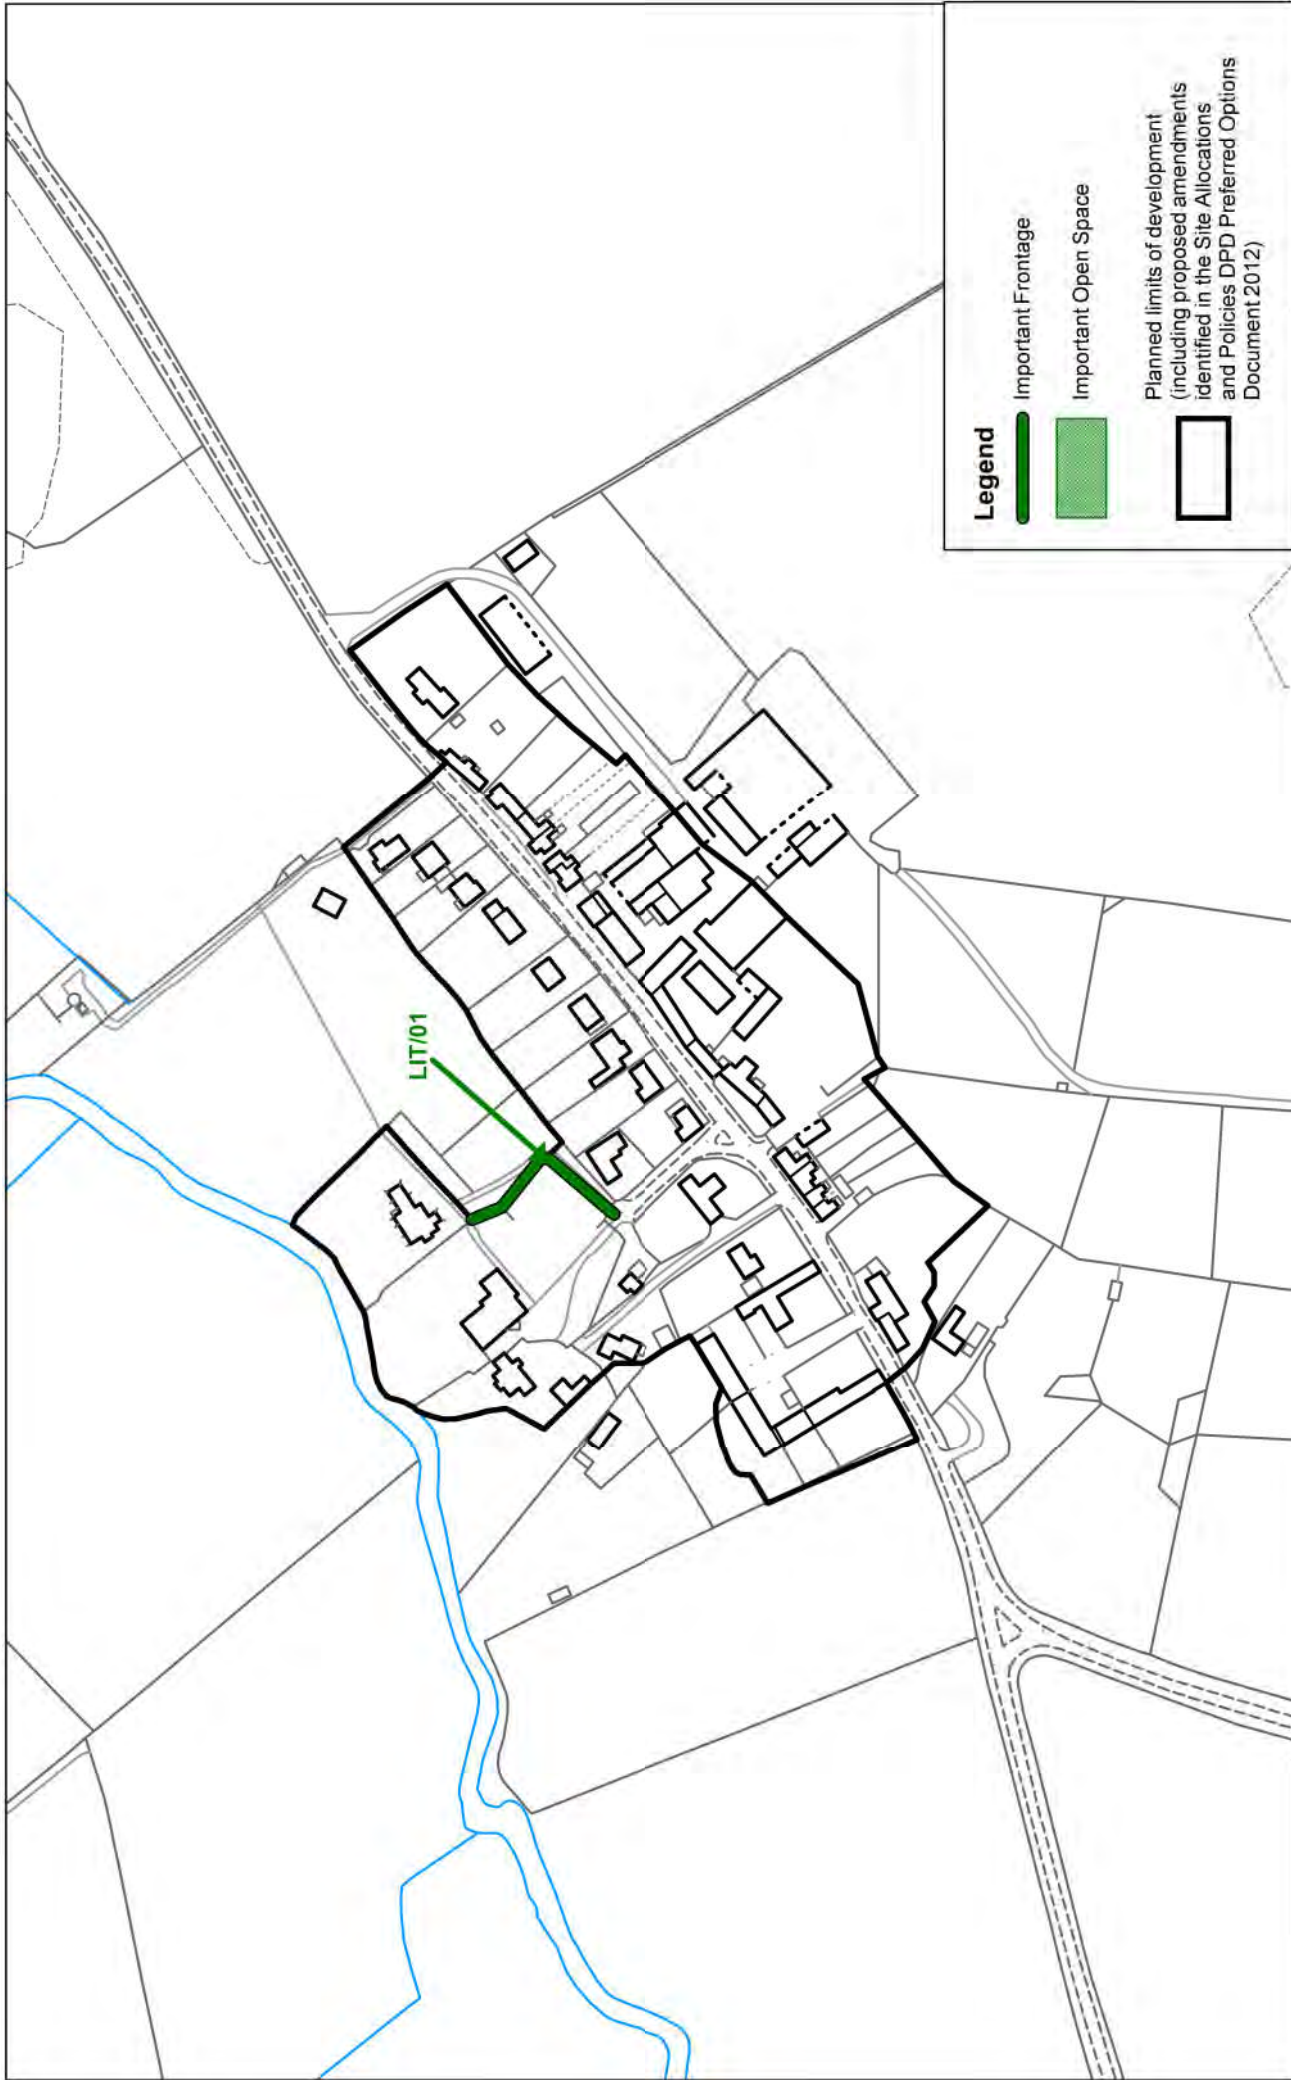 LIT/01
Legend
Important Frontage
Important Open Space
Planned limits of development
(including proposed amendments
identified in the Site Allocations
and Policies DPD Preferred Options
Document 2012)